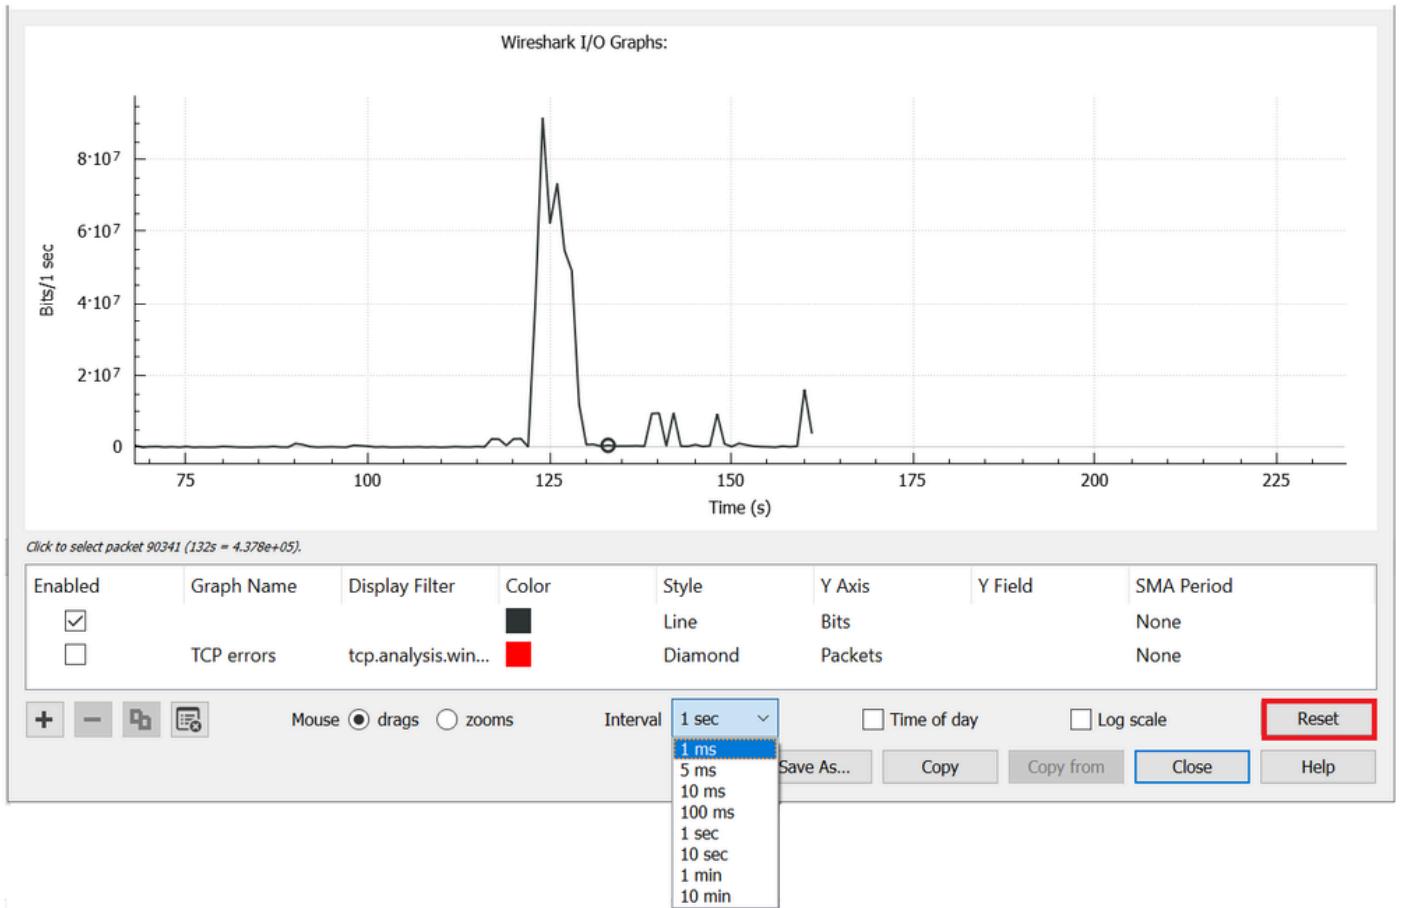 Wireshark I/O Graphs:
8·10⁷
6·10⁷
4·10⁷
2·10⁷
0
Bits/1 sec
75 100 125 150 175 200 225
Time (s)
Click to select packet 90341 (132s = 4.378e+05).
Enabled Graph Name Display Filter Color Style Y Axis Y Field SMA Period
Line Bits None
TCP errors tcp.analysis.win... Diamond Packets None
Mouse drags zooms Interval 1 sec Time of day Log scale Reset
Save As... Copy Copy from Close Help
1 ms
5 ms
10 ms
100 ms
1 sec
10 sec
1 min
10 min